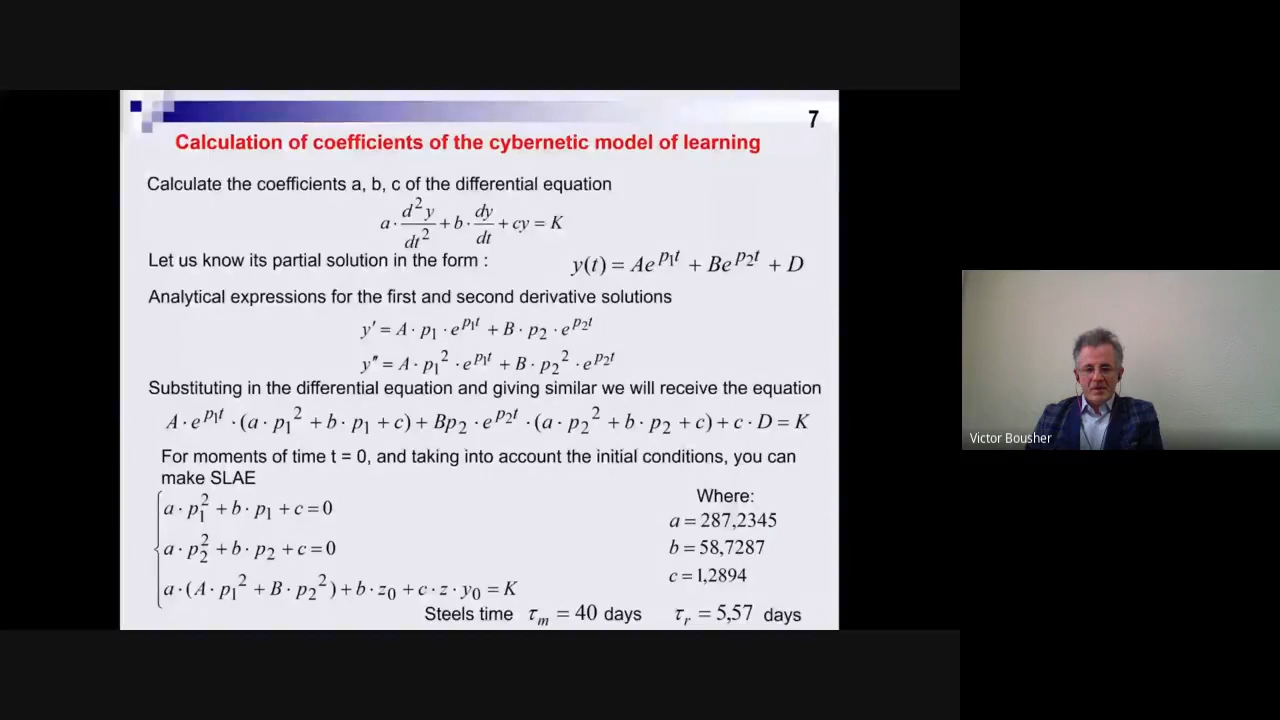 7
Calculation of coefficients of the cybernetic model of learning
Calculate the coefficients a, b, c of the differential equation
a · d²y/dt² + b · dy/dt + cy = K
Let us know its partial solution in the form : y(t) = Ae^{p₁t} + Be^{p₂t} + D
Analytical expressions for the first and second derivative solutions
y′ = A · p₁ · e^{p₁t} + B · p₂ · e^{p₂t}
y″ = A · p₁² · e^{p₁t} + B · p₂² · e^{p₂t}
Substituting in the differential equation and giving similar we will receive the equation
A · e^{p₁t} · (a · p₁² + b · p₁ + c) + Bp₂ · e^{p₂t} · (a · p₂² + b · p₂ + c) + c · D = K
For moments of time t = 0, and taking into account the initial conditions, you can
make SLAE
a · p₁² + b · p₁ + c = 0
a · p₂² + b · p₂ + c = 0
a · (A · p₁² + B · p₂²) + b · z₀ + c · z · y₀ = K
Where:
a = 287,2345
b = 58,7287
c = 1,2894
Steels time τₘ = 40 days τᵣ = 5,57 days
Victor Bousher